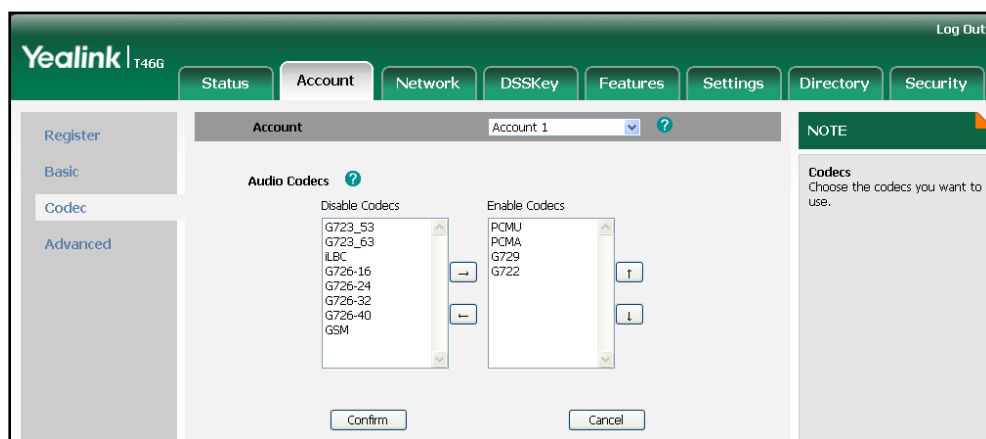 Log Out
Yealink T46G
Status Account Network DSSKey Features Settings Directory Security
Register
Basic
Codec
Advanced
Account Account 1 ?
Audio Codecs ?
Disable Codecs
G723_53
G723_63
iLBC
G726-16
G726-24
G726-32
G726-40
GSM
→
←
Enable Codecs
PCMU
PCMA
G729
G722
↑
↓
Confirm Cancel
NOTE
Codecs
Choose the codecs you want to
use.